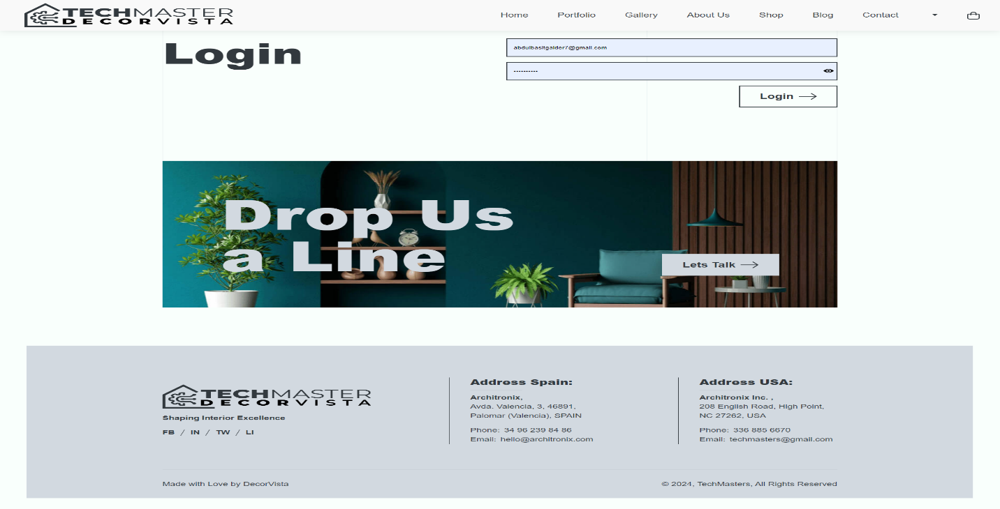 TECHMASTER
DECORVISTA
Home Portfolio Gallery About Us Shop Blog Contact
Login
abdulbasitgaider7@gmail.com
Login
Drop Us
a Line
Lets Talk
TECHMASTER
DECORVISTA
Shaping Interior Excellence
FB / IN / TW / LI
Address Spain:
Architronix,
Avda. Valencia, 3, 46891,
Palomar (Valencia), SPAIN
Phone: 34 96 239 84 86
Email: hello@architronix.com
Address USA:
Architronix Inc. ,
208 English Road, High Point,
NC 27262, USA
Phone: 336 885 6670
Email: techmasters@gmail.com
Made with Love by DecorVista
© 2024, TechMasters, All Rights Reserved